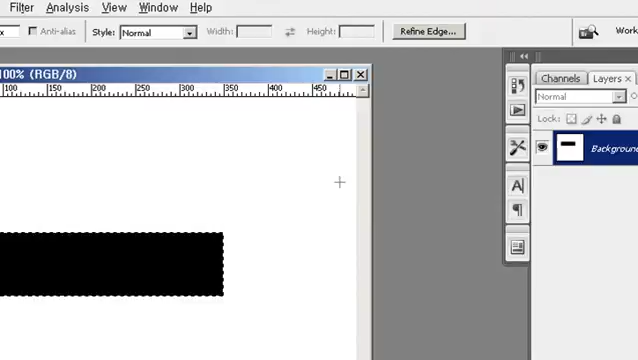 Filter Analysis View Window Help
x Anti-alias Style: Normal Width: Height: Refine Edge... Work
100% (RGB/8)
100 150 200 250 300 350 400 450
Channels Layers x
Normal
Lock:
Background
A